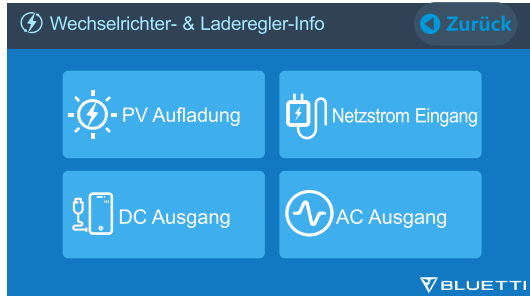 Wechselrichter- & Laderegler-Info
Zurück
PV Aufladung
Netzstrom Eingang
DC Ausgang
AC Ausgang
BLUETTI